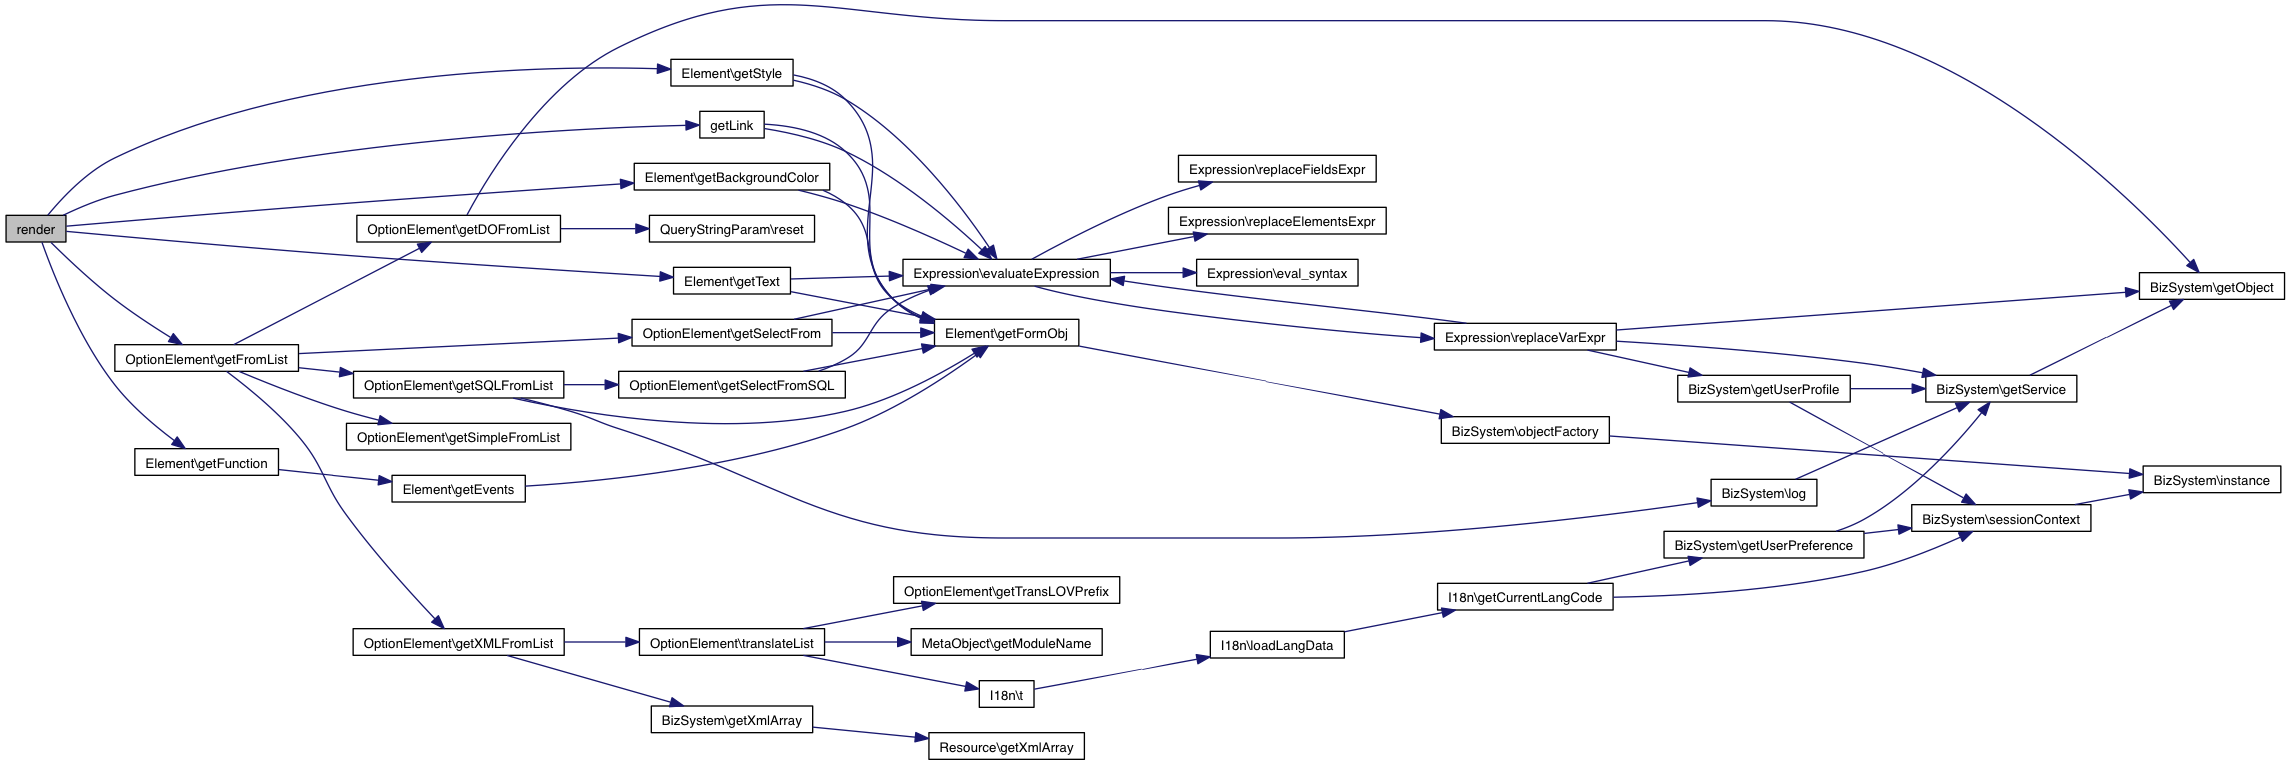 render
Element\getStyle
getLink
Element\getBackgroundColor
OptionElement\getDOFromList
QueryStringParam\reset
Element\getText
OptionElement\getFromList
OptionElement\getSelectFrom
OptionElement\getSQLFromList
OptionElement\getSelectFromSQL
OptionElement\getSimpleFromList
Element\getFunction
Element\getEvents
Expression\evaluateExpression
Element\getFormObj
Expression\replaceFieldsExpr
Expression\replaceElementsExpr
Expression\eval_syntax
Expression\replaceVarExpr
BizSystem\getObject
BizSystem\getUserProfile
BizSystem\getService
BizSystem\objectFactory
BizSystem\instance
BizSystem\log
BizSystem\sessionContext
BizSystem\getUserPreference
I18n\getCurrentLangCode
OptionElement\getTransLOVPrefix
OptionElement\getXMLFromList
OptionElement\translateList
MetaObject\getModuleName
I18n\loadLangData
I18n\t
BizSystem\getXmlArray
Resource\getXmlArray